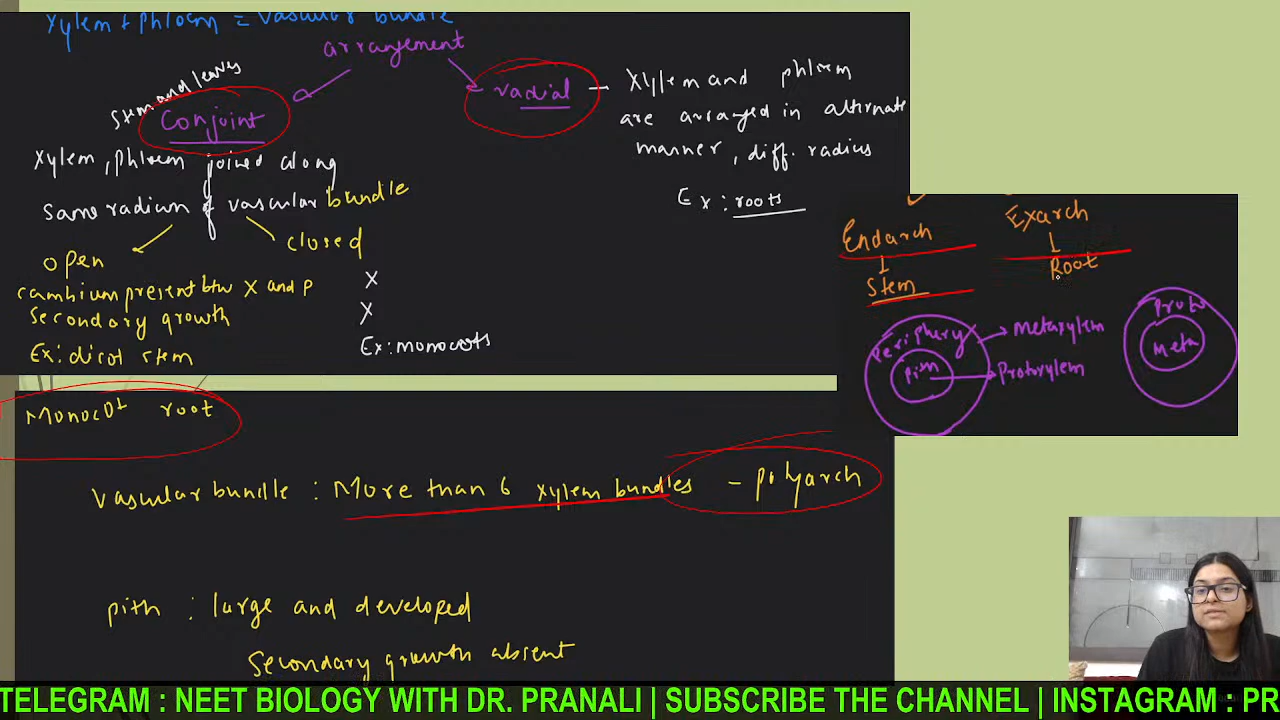 Xylem + phloem = vascular bundle
arrangement
stem and leaves
Conjoint
radial
Xylem and phloem
are arranged in alternate
manner, diff. radius
Ex: roots
Xylem, phloem joined along
Same radium of vascular bundle
open
closed
cambium present btw X and P
X
Secondary growth
X
Ex: dicot stem
Ex: monocots
Endarch
Exarch
Stem
Root
Periphery
Pith
Metaxylem
Protoxylem
Proto
Meta
Monocot root
Vascular bundle : More than 6 xylem bundles - polyarch
pith : large and developed
Secondary growth absent
TELEGRAM : NEET BIOLOGY WITH DR. PRANALI | SUBSCRIBE THE CHANNEL | INSTAGRAM : PR